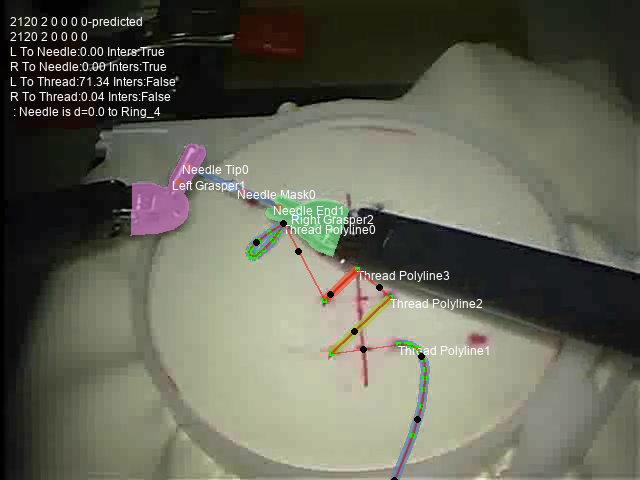 2120 2 0 0 0 0-predicted
2120 2 0 0 0 0
L To Needle:0.00 Inters:True
R To Needle:0.00 Inters:True
L To Thread:71.34 Inters:False
R To Thread:0.04 Inters:False
: Needle is d=0.0 to Ring_4
Needle Tip0
Left Grasper1
Needle Mask0
Needle End1
Right Grasper2
Thread Polyline0
Thread Polyline3
Thread Polyline2
Thread Polyline1